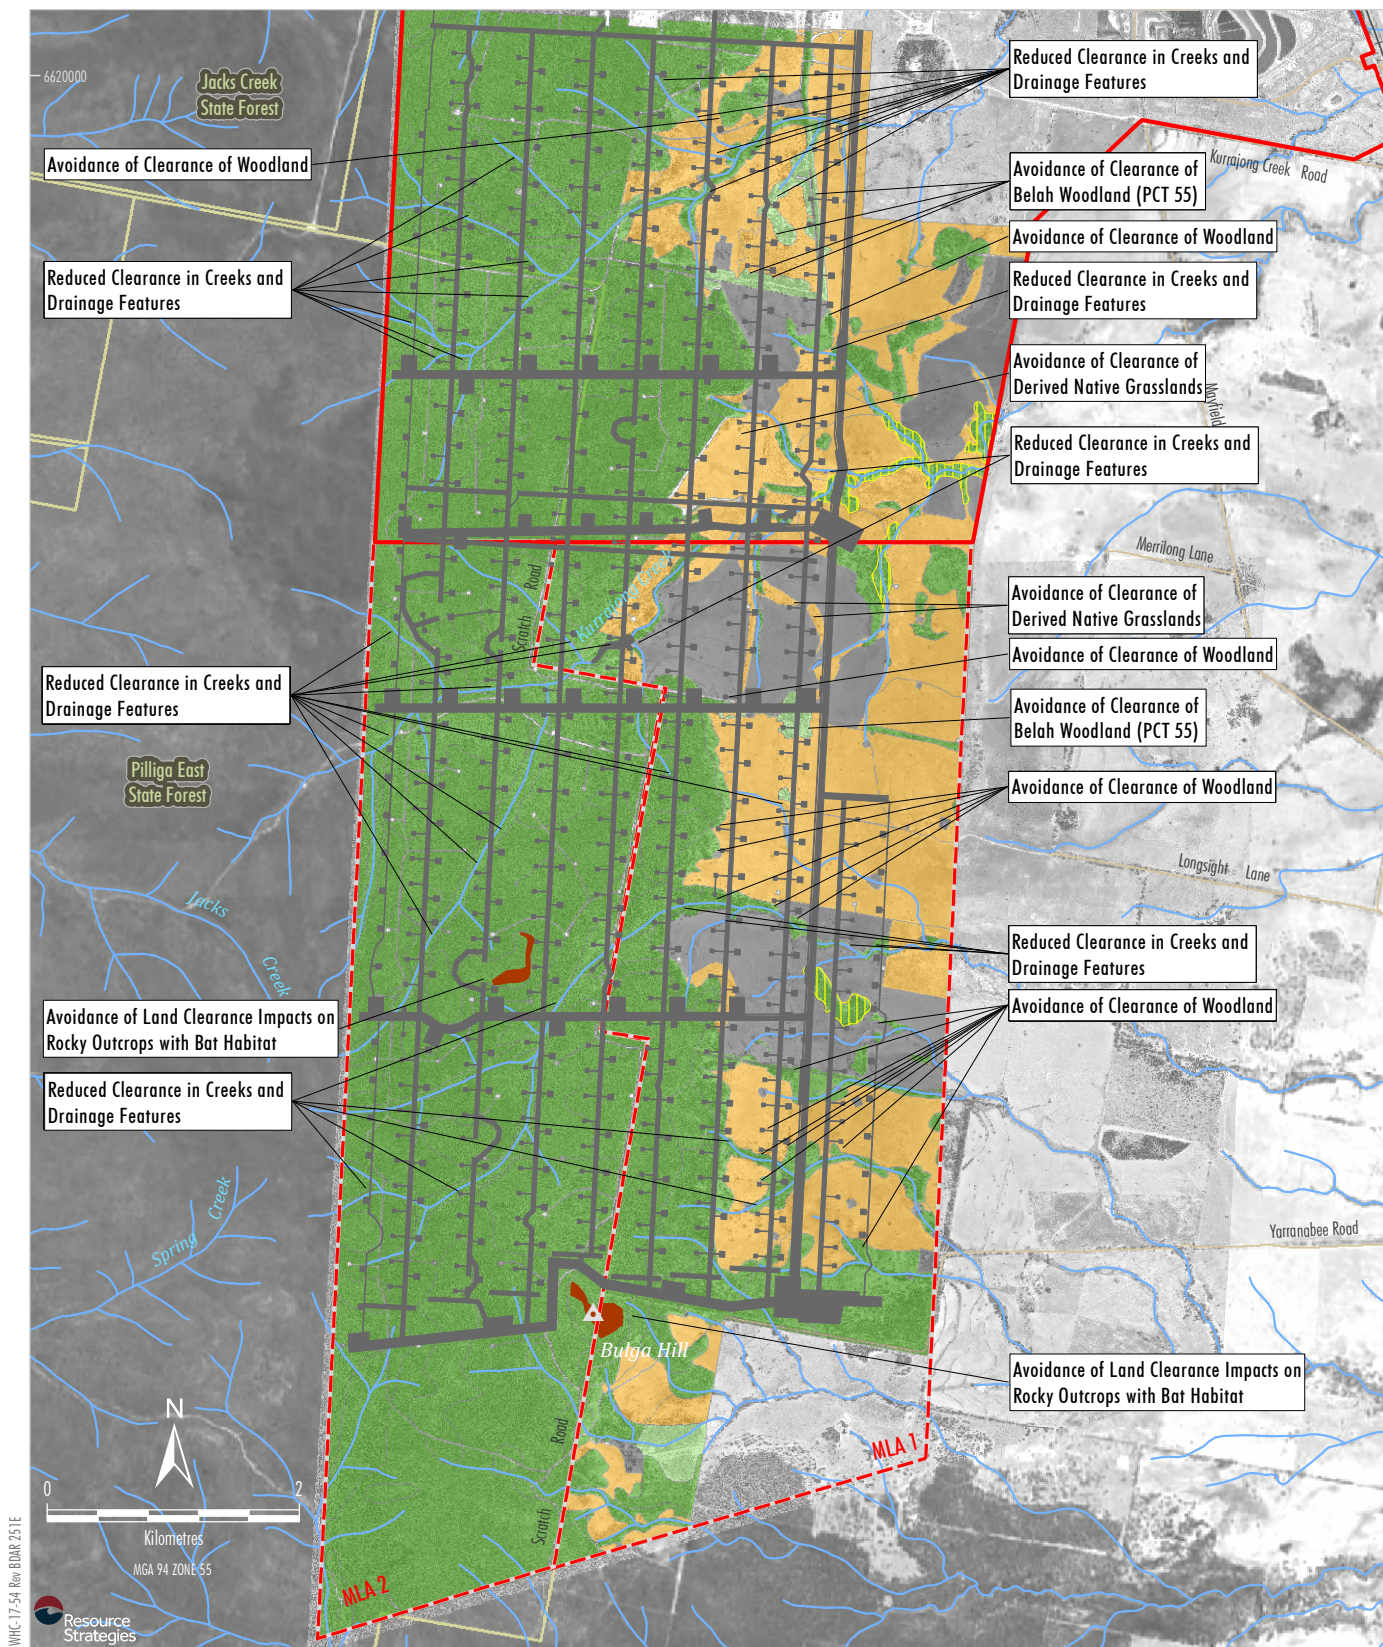 6620000
Jacks Creek
State Forest
Reduced Clearance in Creeks and
Drainage Features
Avoidance of Clearance of Woodland
Kurrajong Creek Road
Avoidance of Clearance of
Belah Woodland (PCT 55)
Avoidance of Clearance of Woodland
Reduced Clearance in Creeks and
Drainage Features
Reduced Clearance in Creeks and
Drainage Features
Avoidance of Clearance of
Derived Native Grasslands
Mayfield
Reduced Clearance in Creeks and
Drainage Features
Merrilong Lane
Scratch Road
Kurrajong Creek
Avoidance of Clearance of
Derived Native Grasslands
Avoidance of Clearance of Woodland
Reduced Clearance in Creeks and
Drainage Features
Avoidance of Clearance of
Belah Woodland (PCT 55)
Pilliga East
State Forest
Avoidance of Clearance of Woodland
Longsight Lane
Jacks Creek
Reduced Clearance in Creeks and
Drainage Features
Avoidance of Clearance of Woodland
Avoidance of Land Clearance Impacts on
Rocky Outcrops with Bat Habitat
Reduced Clearance in Creeks and
Drainage Features
Spring Creek
Yarranabee Road
Bulga Hill
Avoidance of Land Clearance Impacts on
Rocky Outcrops with Bat Habitat
Scratch Road
MLA 1
MLA 2
N
0 2
Kilometres
MGA 94 ZONE 55
WHC-17-54 Rev BDAR 251E
Resource
Strategies